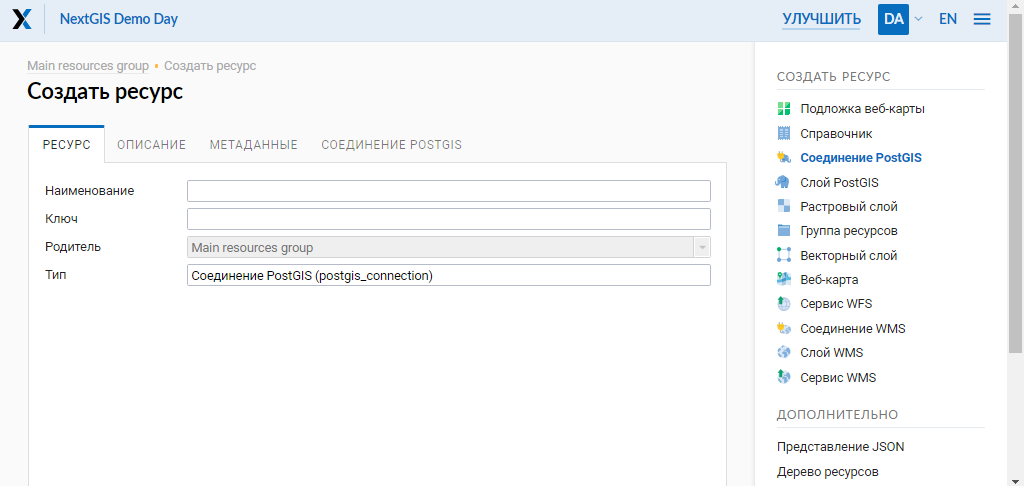 NextGIS Demo Day
УЛУЧШИТЬ
DA
EN
Main resources group • Создать ресурс
Создать ресурс
РЕСУРС
ОПИСАНИЕ
МЕТАДАННЫЕ
СОЕДИНЕНИЕ POSTGIS
Наименование
Ключ
Родитель
Main resources group
Тип
Соединение PostGIS (postgis_connection)
СОЗДАТЬ РЕСУРС
Подложка веб-карты
Справочник
Соединение PostGIS
Слой PostGIS
Растровый слой
Группа ресурсов
Векторный слой
Веб-карта
Сервис WFS
Соединение WMS
Слой WMS
Сервис WMS
ДОПОЛНИТЕЛЬНО
Представление JSON
Дерево ресурсов